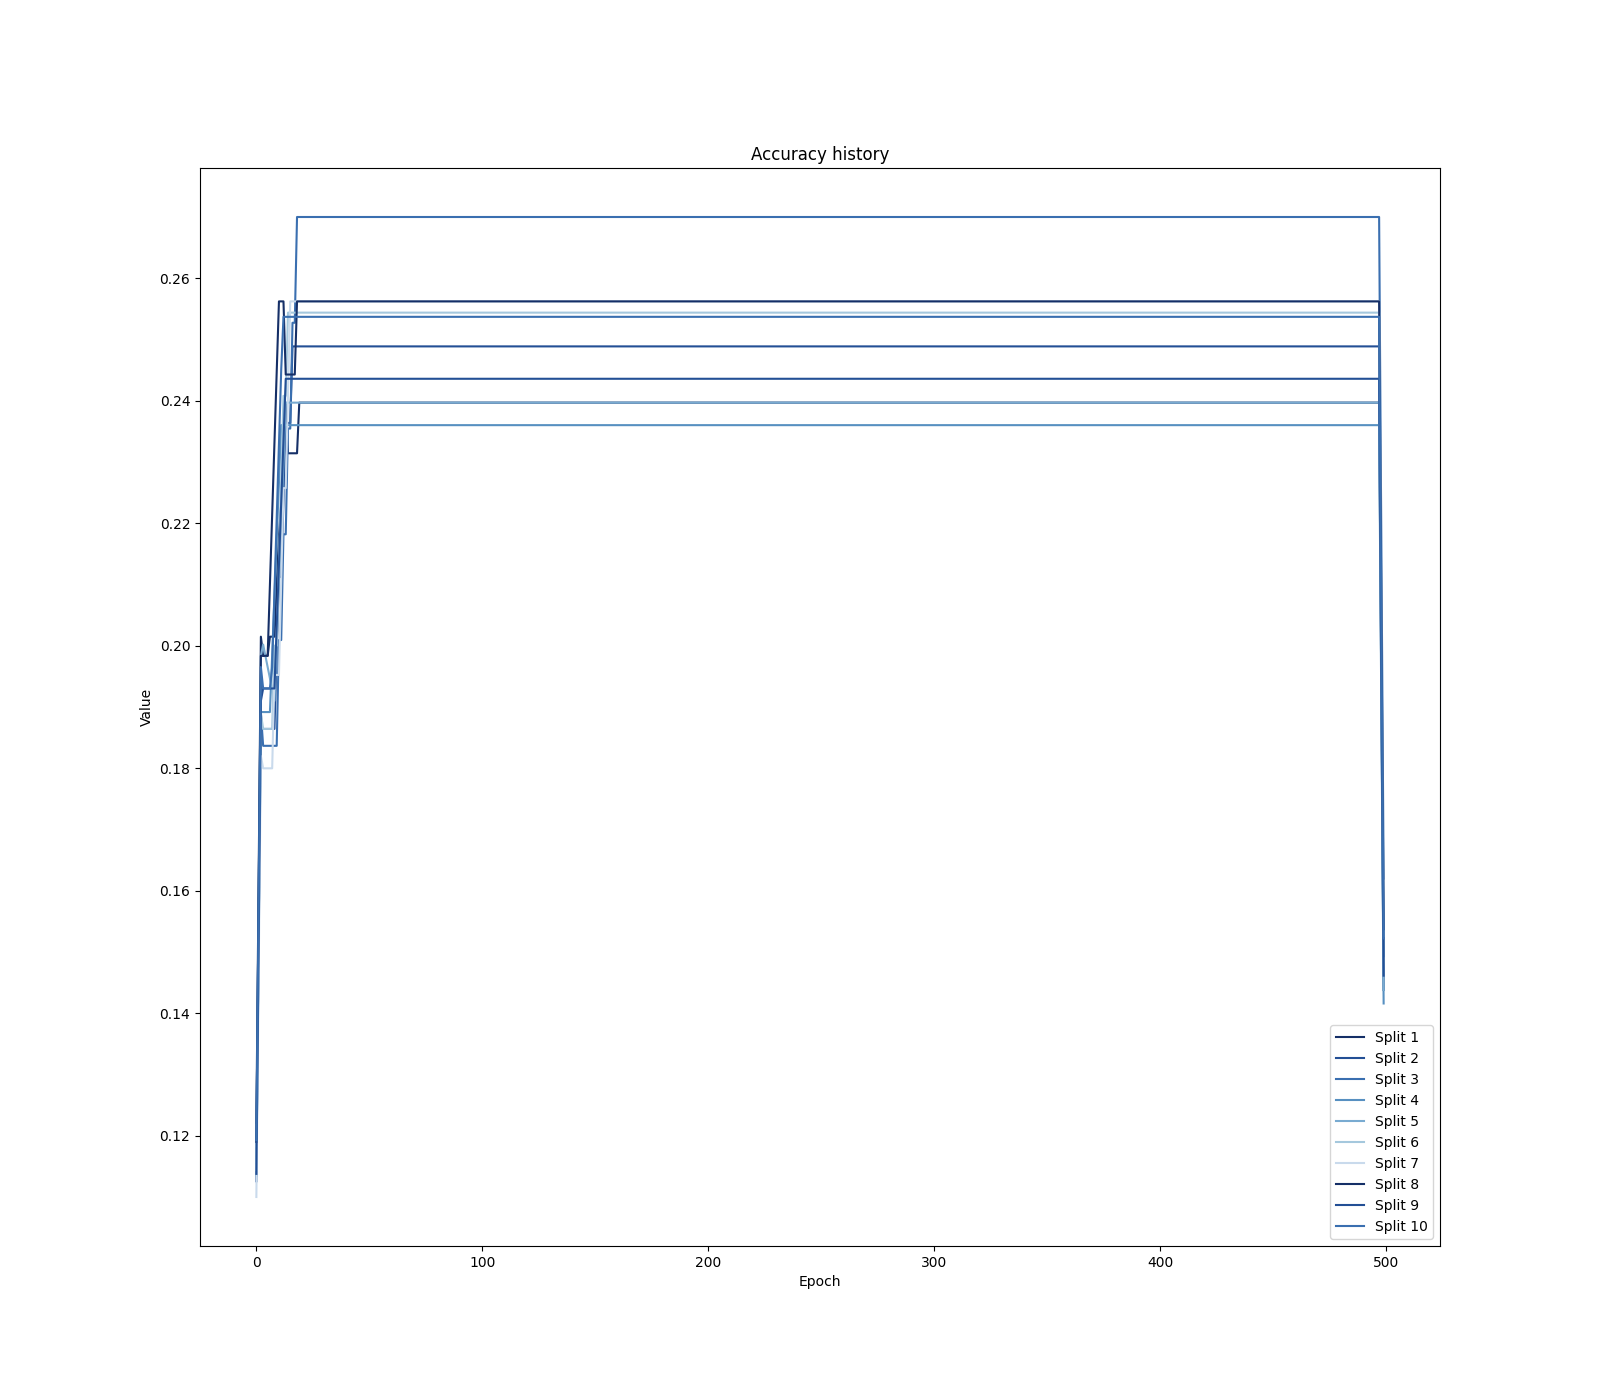 Accuracy history
0.26
0.24
0.22
0.20
0.18
0.16
0.14
0.12
Value
0 100 200 300 400 500
Epoch
Split 1
Split 2
Split 3
Split 4
Split 5
Split 6
Split 7
Split 8
Split 9
Split 10